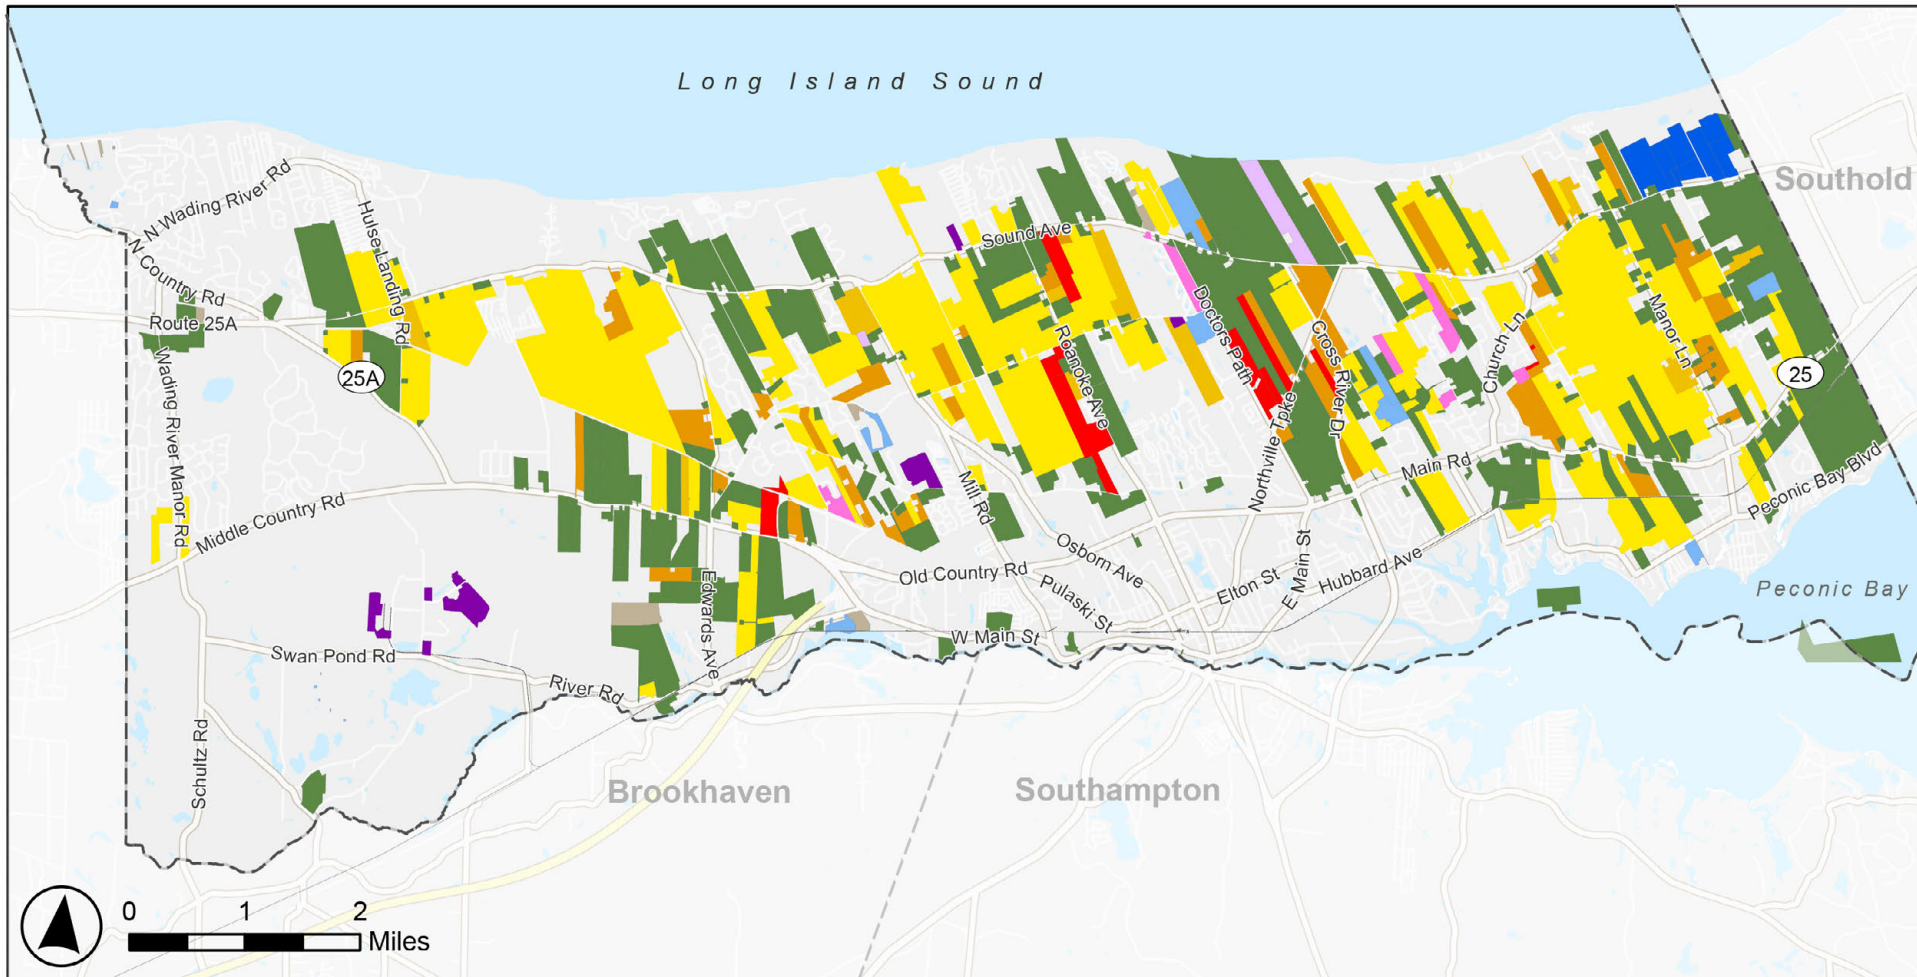 Long Island Sound
Southold
N Wading River Rd
Hulse Landing Rd
Sound Ave
N Country Rd
Route 25A
25A
Wading River Manor Rd
Doctors Path
Roanoke Ave
Cross River Dr
Church Ln
Manor Ln
25
Northville Tpke
Main Rd
Peconic Bay Blvd
Middle Country Rd
Mill Rd
Osborn Ave
Old Country Rd
Pulaski St
Elton St
E Main St
Hubbard Ave
Peconic Bay
Edwards Ave
W Main St
Swan Pond Rd
River Rd
Schultz Rd
Brookhaven
Southampton
0 1 2
Miles